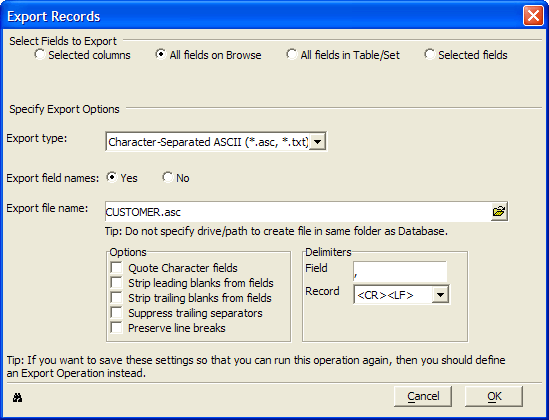 Export Records
Select Fields to Export
Selected columns All fields on Browse All fields in Table/Set Selected fields
Specify Export Options
Export type: Character-Separated ASCII (*.asc, *.txt)
Export field names: Yes No
Export file name: CUSTOMER.asc
Tip: Do not specify drive/path to create file in same folder as Database.
Options Delimiters
Quote Character fields Field ,
Strip leading blanks from fields
Strip trailing blanks from fields Record <CR><LF>
Suppress trailing separators
Preserve line breaks
Tip: If you want to save these settings so that you can run this operation again, then you should define
an Export Operation instead.
Cancel OK